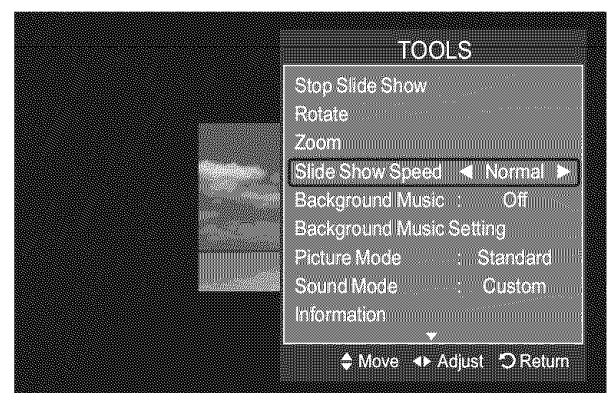 TOOLS
Stop Slide Show
Rotate
Zoom
Slide Show Speed ◀ Normal ▶
Background Music : Off
Background Music Setting
Picture Mode : Standard
Sound Mode : Custom
Information
Move Adjust Return